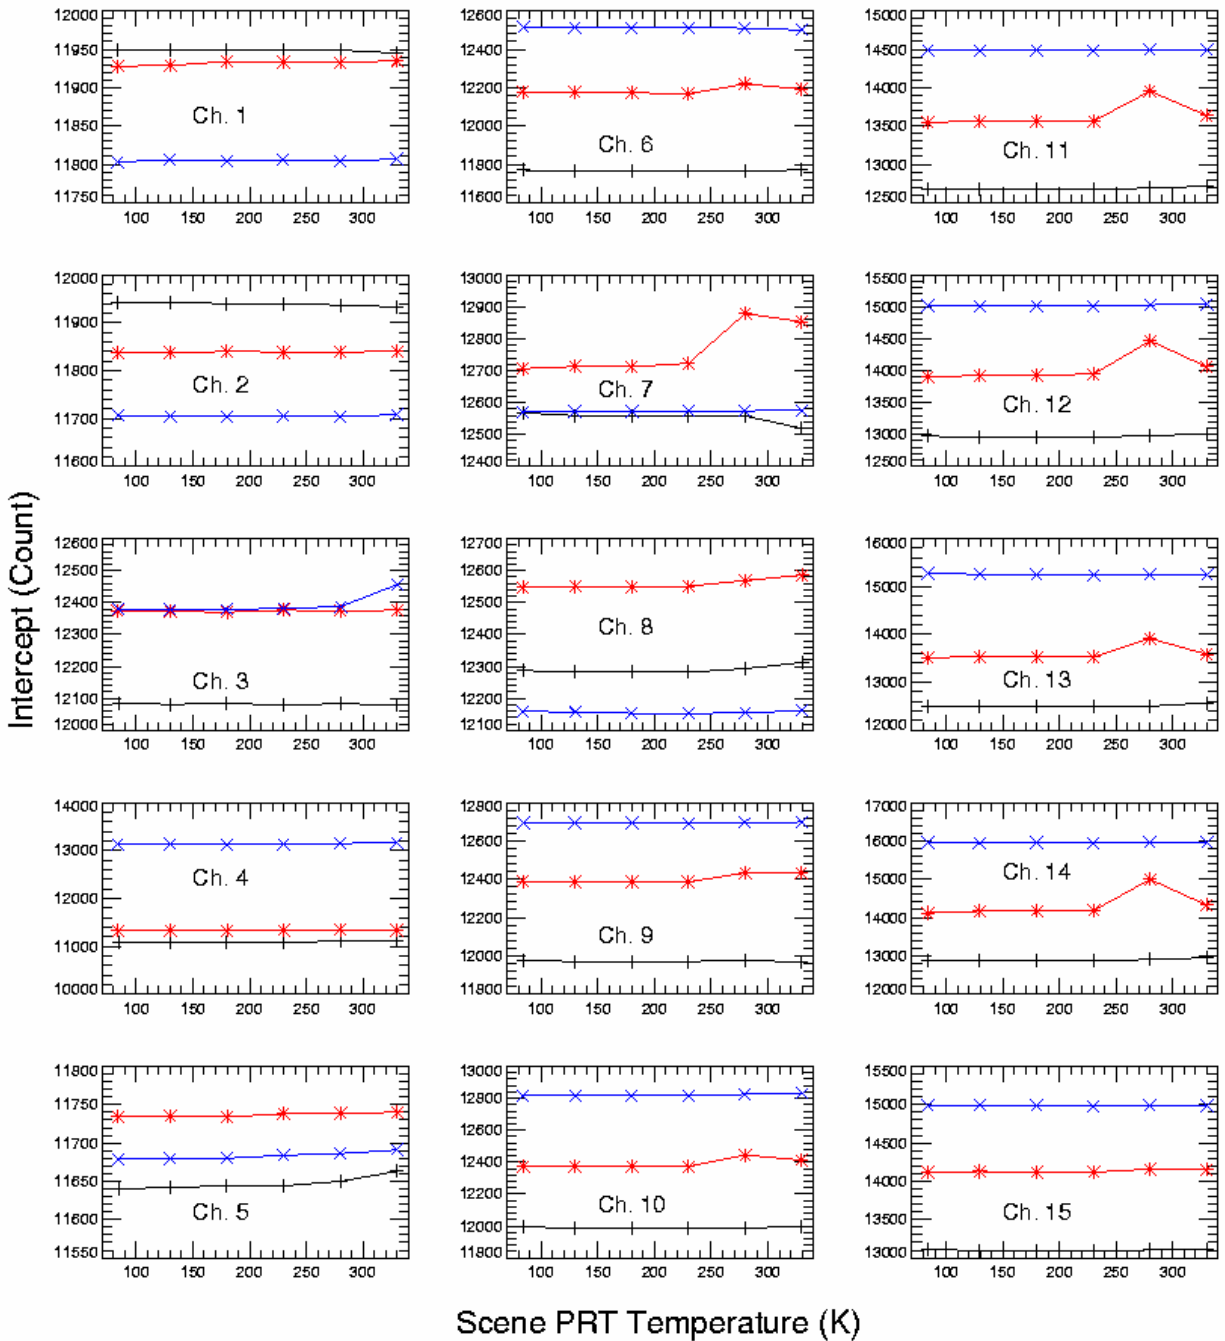 12000
11950
11900
11850
11800
11750
Ch. 1
100 150 200 250 300
12600
12400
12200
12000
11800
11600
Ch. 6
100 150 200 250 300
15000
14500
14000
13500
13000
12500
Ch. 11
100 150 200 250 300
12000
11900
11800
11700
11600
Ch. 2
100 150 200 250 300
13000
12900
12800
12700
12600
12500
12400
Ch. 7
100 150 200 250 300
15500
15000
14500
14000
13500
13000
12500
Ch. 12
100 150 200 250 300
Intercept (Count)
12600
12500
12400
12300
12200
12100
12000
Ch. 3
100 150 200 250 300
12700
12600
12500
12400
12300
12200
12100
Ch. 8
100 150 200 250 300
16000
15000
14000
13000
12000
Ch. 13
100 150 200 250 300
14000
13000
12000
11000
10000
Ch. 4
100 150 200 250 300
12800
12600
12400
12200
12000
11800
Ch. 9
100 150 200 250 300
17000
16000
15000
14000
13000
12000
Ch. 14
100 150 200 250 300
11800
11750
11700
11650
11600
11550
Ch. 5
100 150 200 250 300
13000
12800
12600
12400
12200
12000
11800
Ch. 10
100 150 200 250 300
15500
15000
14500
14000
13500
13000
Ch. 15
100 150 200 250 300
Scene PRT Temperature (K)